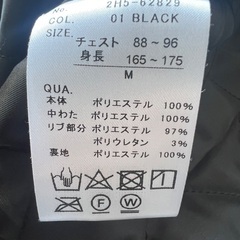 No. 2H5-62829
COL. 01 BLACK
SIZE.
チェスト 88～96
身長 165～175
M
QUA.
本体 ポリエステル 100%
中わた ポリエステル 100%
リブ部分 ポリエステル 97%
ポリウレタン 3%
裏地 ポリエステル 100%
P
F
W